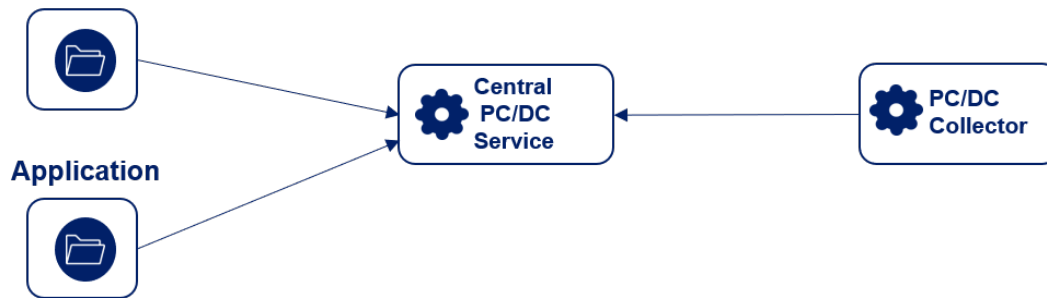 Central
PC/DC
Service
PC/DC
Collector
Application